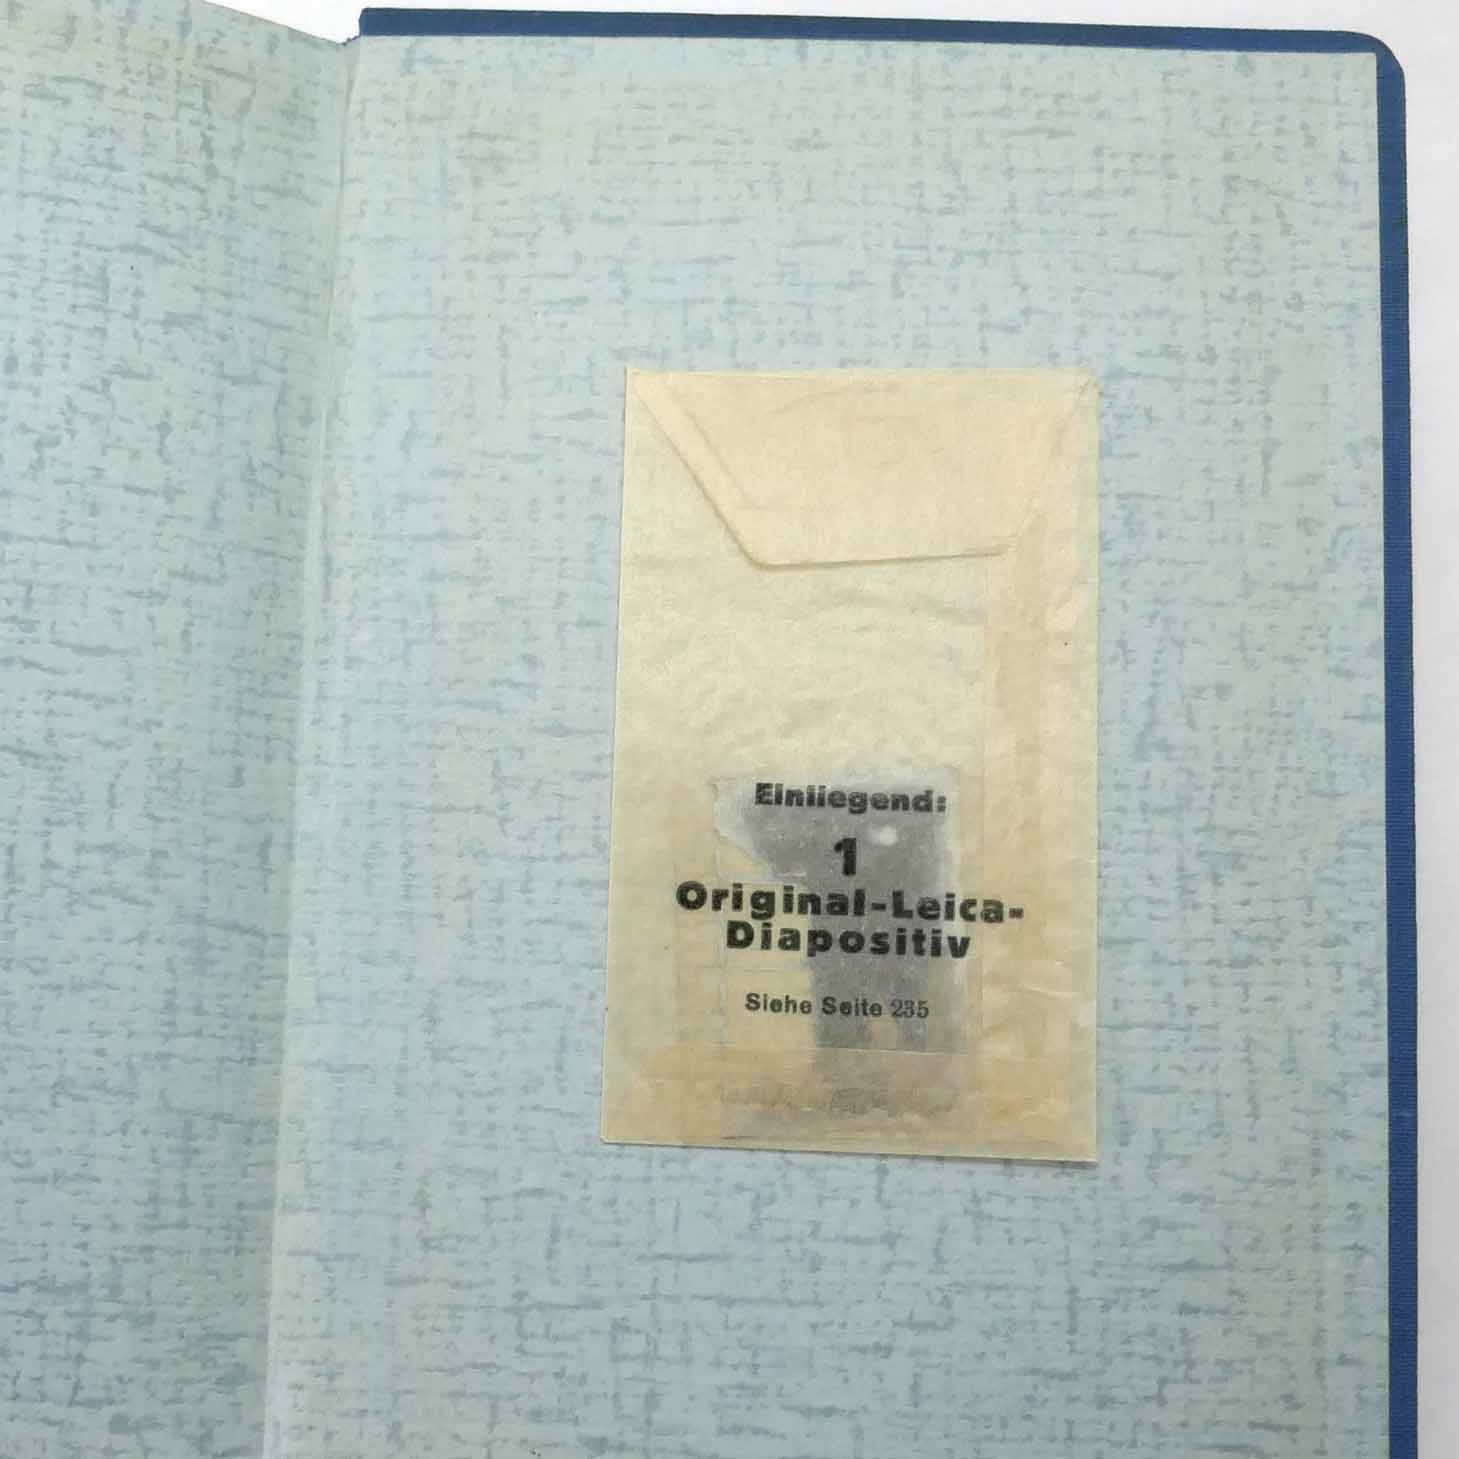 Einliegend:
1
Original-Leica-
Diapositiv
Siehe Seite 235